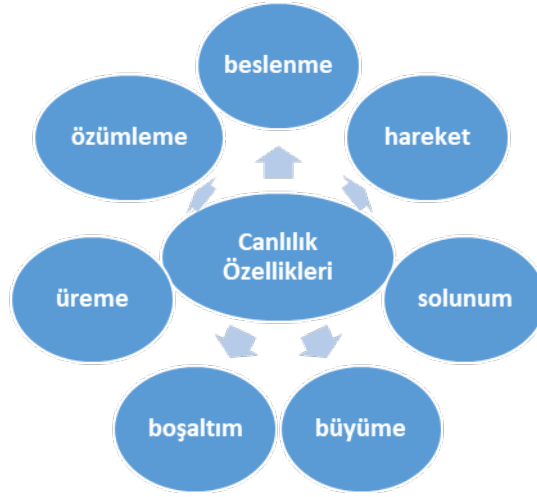 beslenme
özümleme
hareket
Canlılık
Özellikleri
üreme
solunum
boşaltım
büyüme